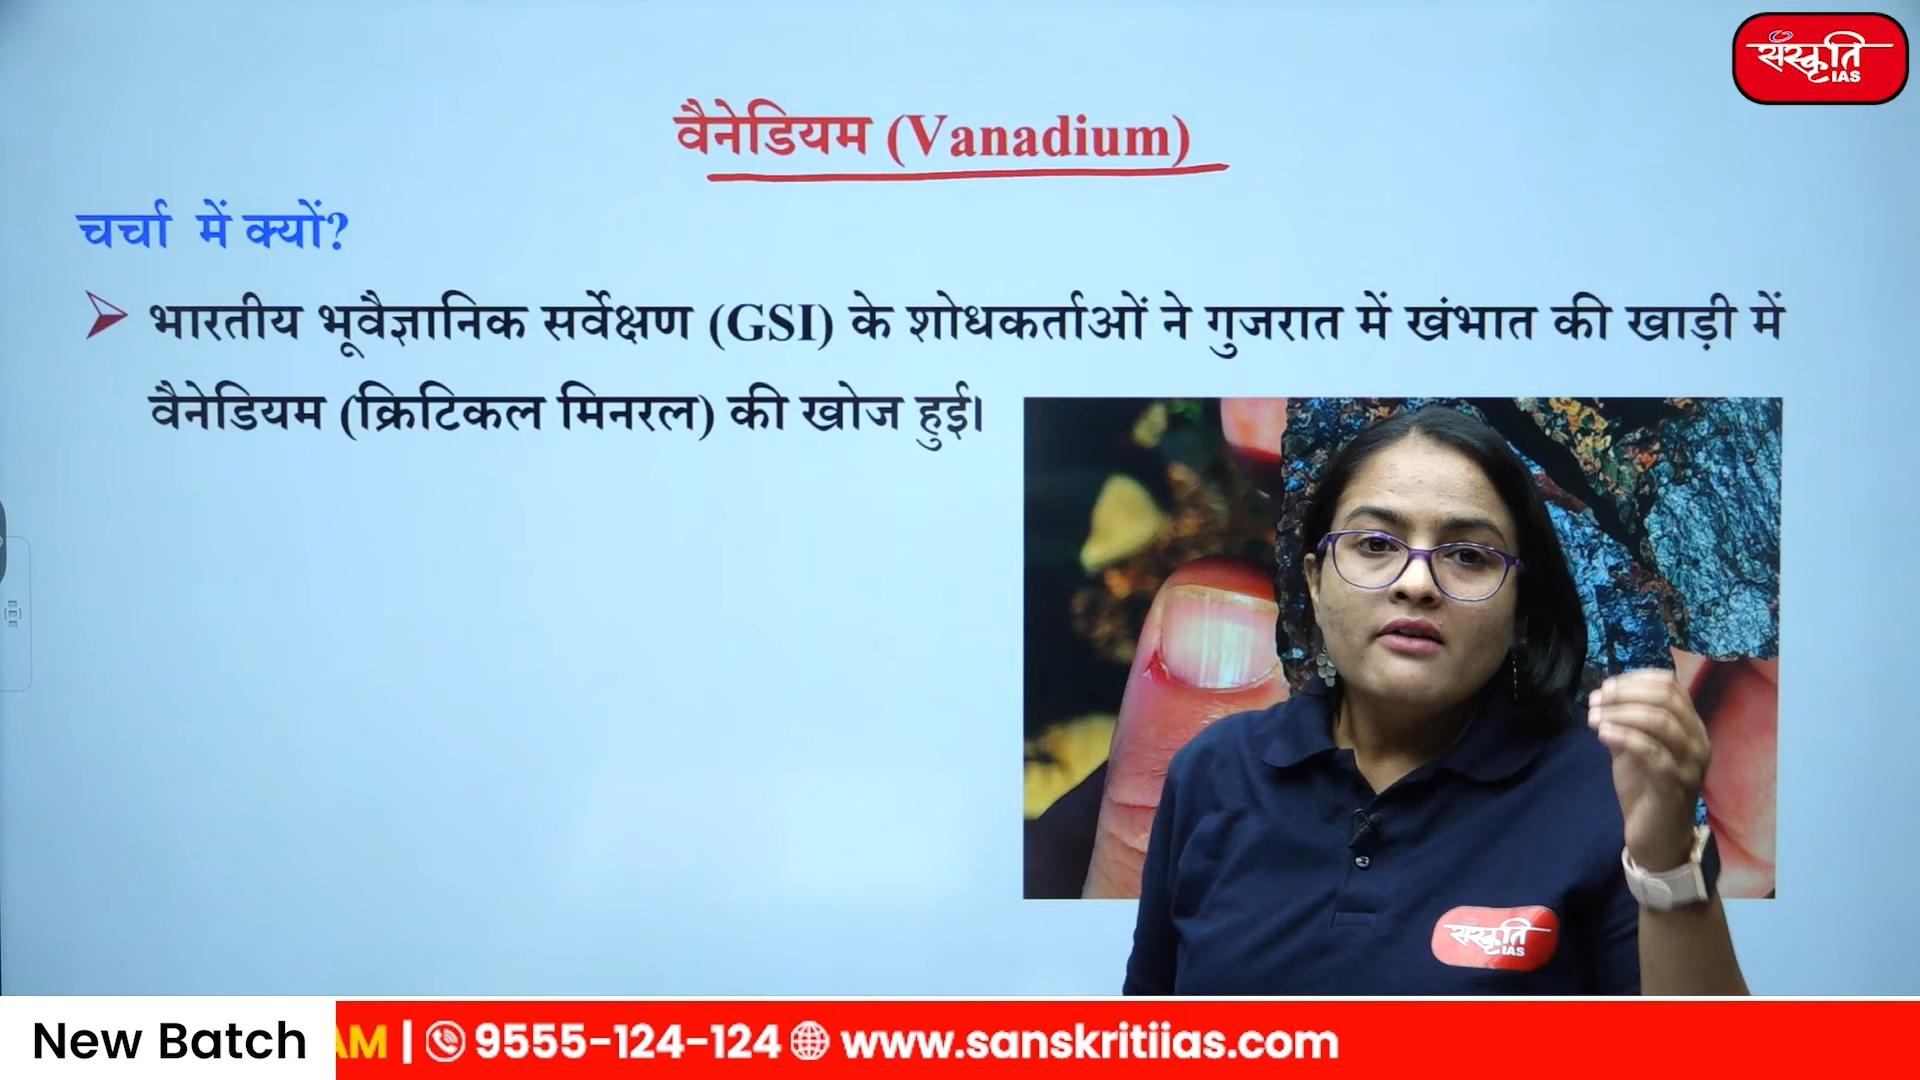 संस्कृति
IAS
वैनेडियम (Vanadium)
चर्चा में क्यों?
भारतीय भूवैज्ञानिक सर्वेक्षण (GSI) के शोधकर्ताओं ने गुजरात में खंभात की खाड़ी में
वैनेडियम (क्रिटिकल मिनरल) की खोज हुई।
संस्कृति
IAS
New Batch
AM | 9555-124-124 www.sanskritiias.com